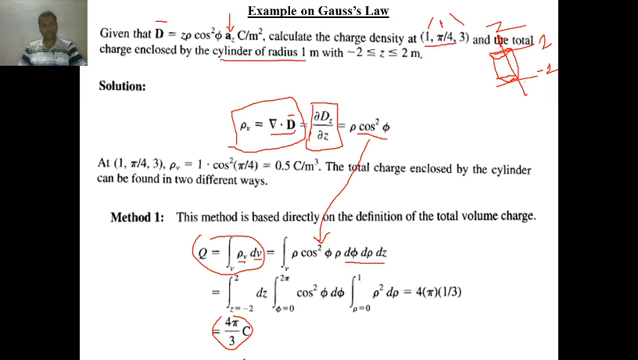 Example on Gauss's Law
Given that D = zρ cos²φ a_z C/m², calculate the charge density at (1, π/4, 3) and the total
charge enclosed by the cylinder of radius 1 m with −2 ≤ z ≤ 2 m.
Solution:
ρ_v = ∇ · D = ∂D_z/∂z = ρ cos² φ
At (1, π/4, 3), ρ_v = 1 · cos²(π/4) = 0.5 C/m³. The total charge enclosed by the cylinder
can be found in two different ways.
Method 1: This method is based directly on the definition of the total volume charge.
Q = ∫_v ρ_v dv = ∫_v ρ cos² φ ρ dφ dρ dz
= ∫_{z=−2}^{2} dz ∫_{φ=0}^{2π} cos² φ dφ ∫_{ρ=0}^{1} ρ² dρ = 4(π)(1/3)
= 4π/3 C
z
2
-2